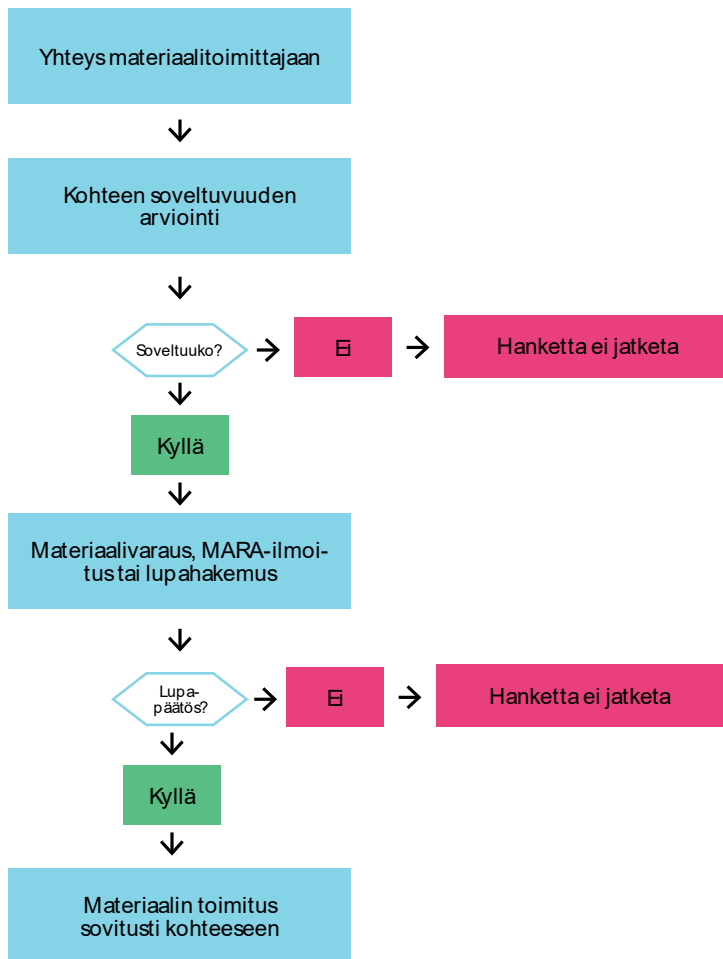 Yhteys materiaalitoimittajaan
Kohteen soveltuvuuden
arviointi
Soveltuuko?
Ei
Hanketta ei jatketa
Kyllä
Materiaalivaraus, MARA-ilmoi-
tus tai lupahakemus
Lupa-
päätös?
Ei
Hanketta ei jatketa
Kyllä
Materiaalin toimitus
sovitusti kohteeseen